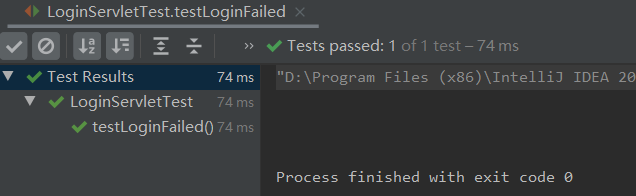 LoginServletTest.testLoginFailed
Tests passed: 1 of 1 test – 74 ms
Test Results 74 ms
"D:\Program Files (x86)\IntelliJ IDEA 20
LoginServletTest 74 ms
testLoginFailed() 74 ms
Process finished with exit code 0